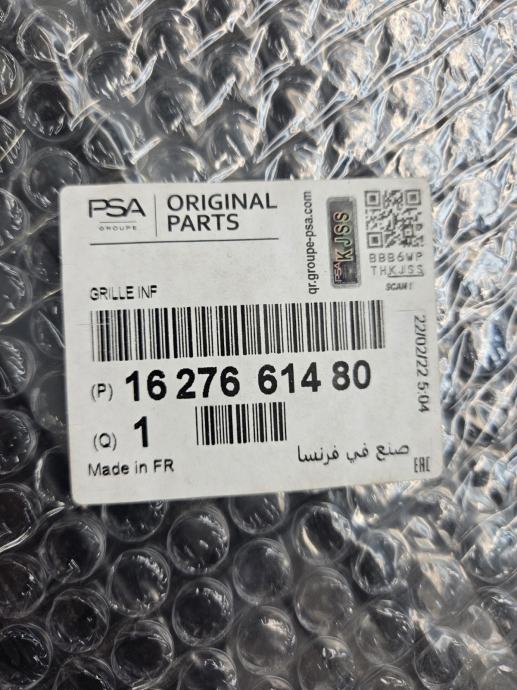 PSA
GROUPE
ORIGINAL
PARTS
qr.groupe-psa.com
PSA KJSS
BBB6WP
THKJSS
SCAN!
GRILLE INF
22/02/22 5:04
(P) 16 276 614 80
(Q) 1
Made in FR
صنع في فرنسا
EAC